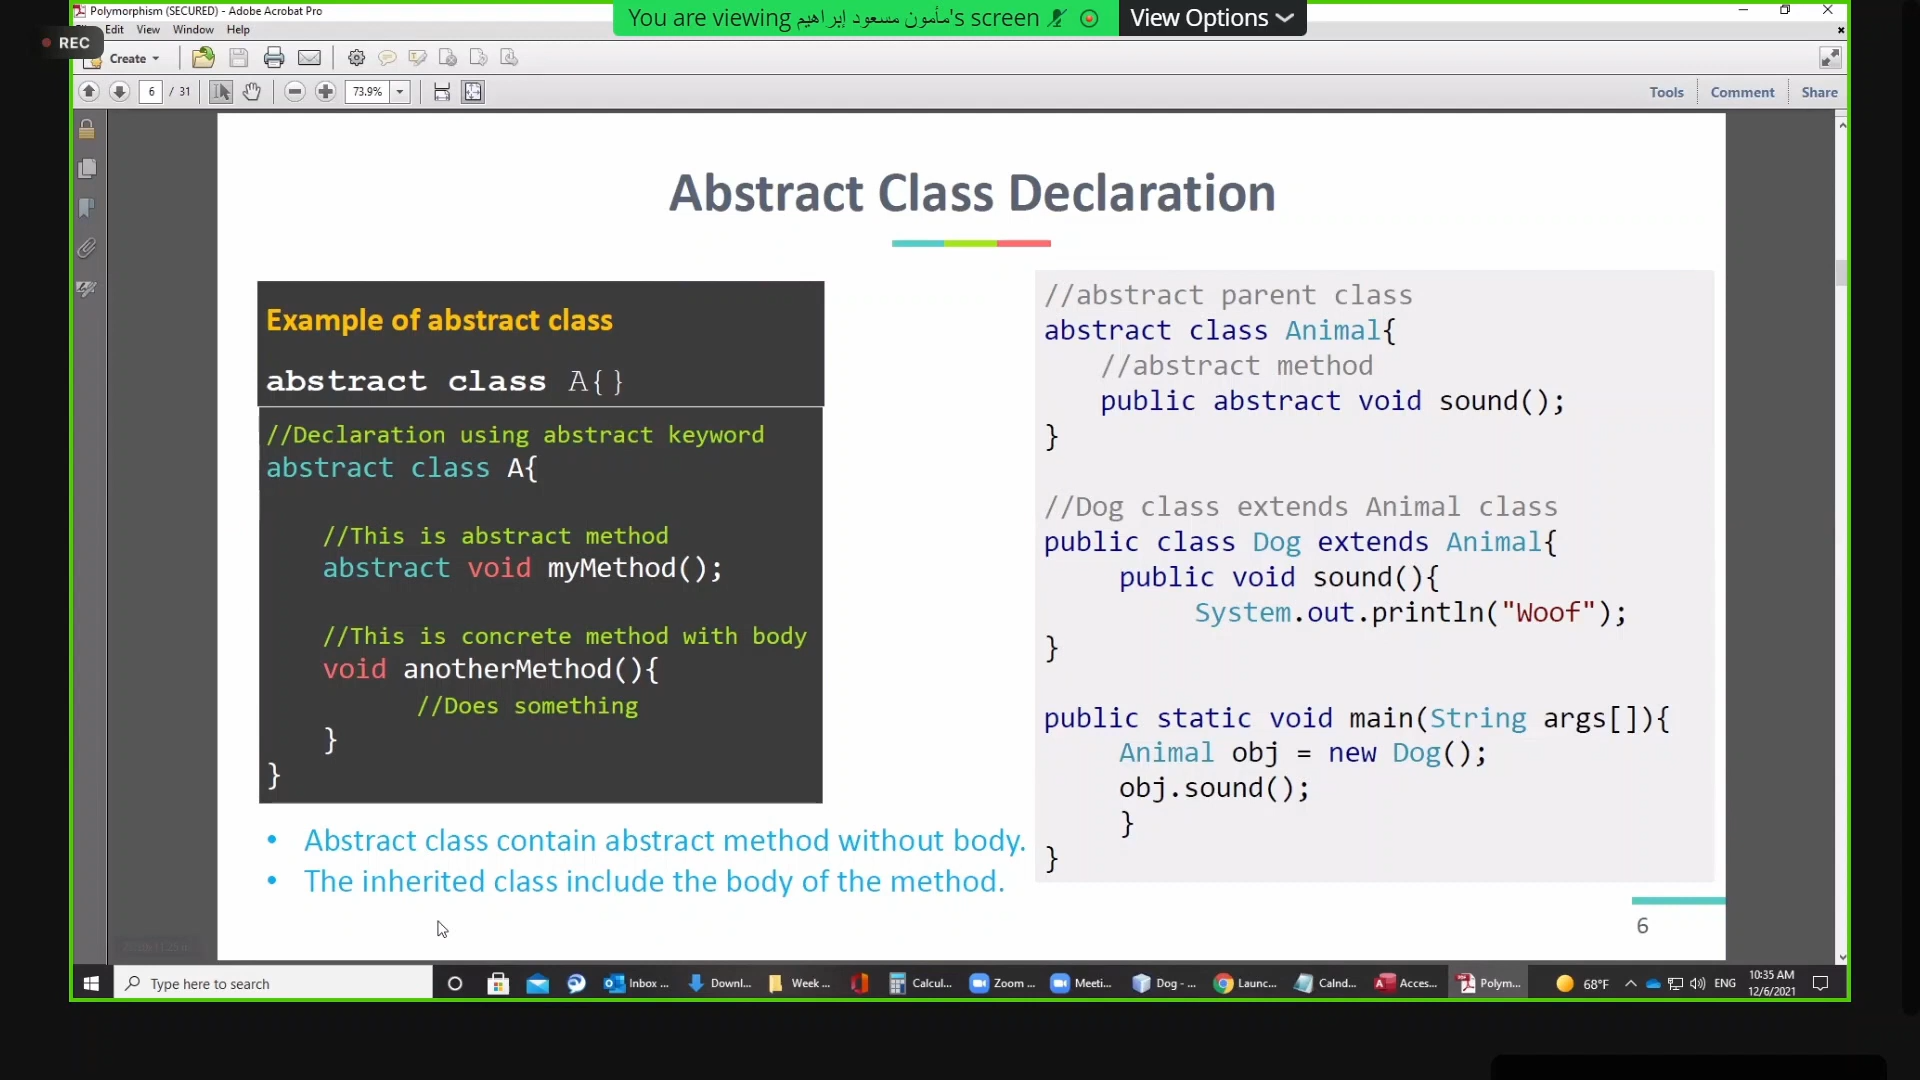 Polymorphism (SECURED) - Adobe Acrobat Pro
You are viewing مأمون مسعود إبراهيم's screen
View Options
REC
Edit View Window Help
Create
6 / 31
73.9%
Tools
Comment
Share
Abstract Class Declaration
Example of abstract class
abstract class A{}
//Declaration using abstract keyword
abstract class A{
//This is abstract method
abstract void myMethod();
//This is concrete method with body
void anotherMethod(){
//Does something
}
}
• Abstract class contain abstract method without body.
• The inherited class include the body of the method.
//abstract parent class
abstract class Animal{
//abstract method
public abstract void sound();
}
//Dog class extends Animal class
public class Dog extends Animal{
public void sound(){
System.out.println("Woof");
}
public static void main(String args[]){
Animal obj = new Dog();
obj.sound();
}
}
6
Type here to search
Inbox ...
Downl...
Week ...
Calcul...
Zoom ...
Meeti...
Dog - ...
Launc...
Calnd...
Acces...
Polym...
68°F
ENG
10:35 AM
12/6/2021